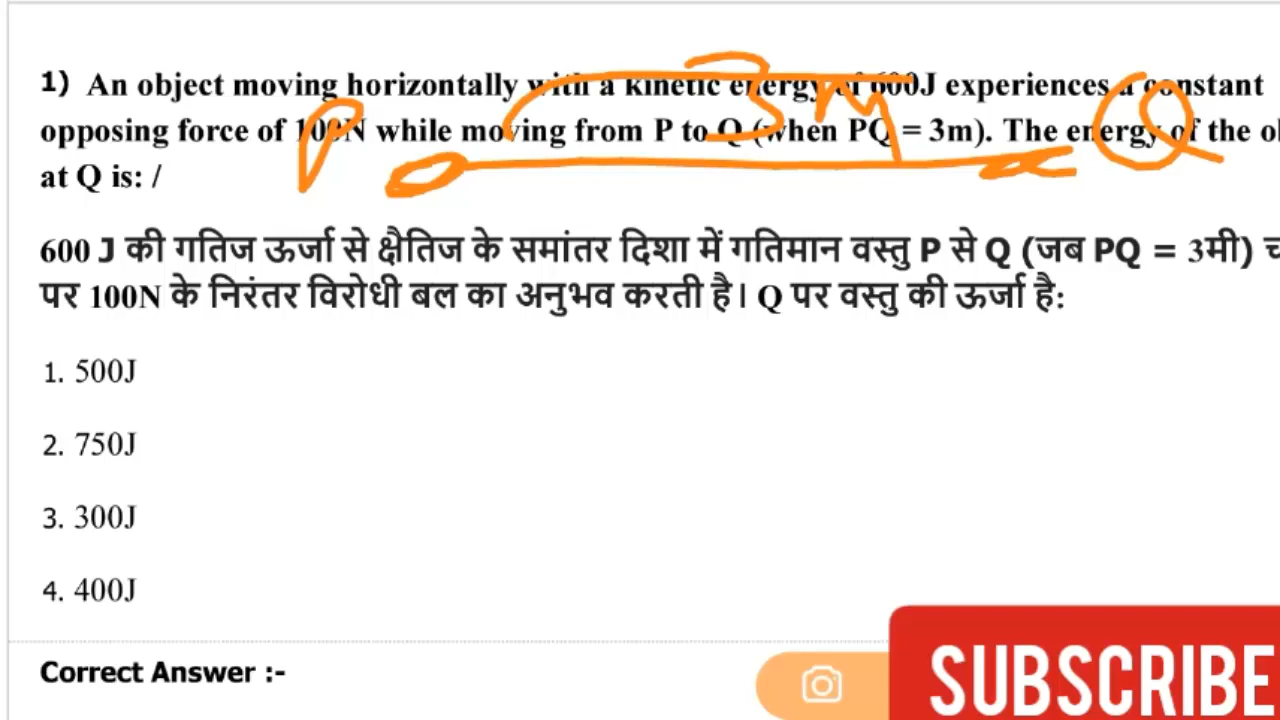 1) An object moving horizontally with a kinetic energy of 600J experiences a constant
opposing force of 100N while moving from P to Q (when PQ = 3m). The energy of the
at Q is: /
P
3m
Q
600 J की गतिज ऊर्जा से क्षैतिज के समांतर दिशा में गतिमान वस्तु P से Q (जब PQ = 3मी)
पर 100N के निरंतर विरोधी बल का अनुभव करती है। Q पर वस्तु की ऊर्जा है:
1. 500J
2. 750J
3. 300J
4. 400J
Correct Answer :-
SUBSCRIBE